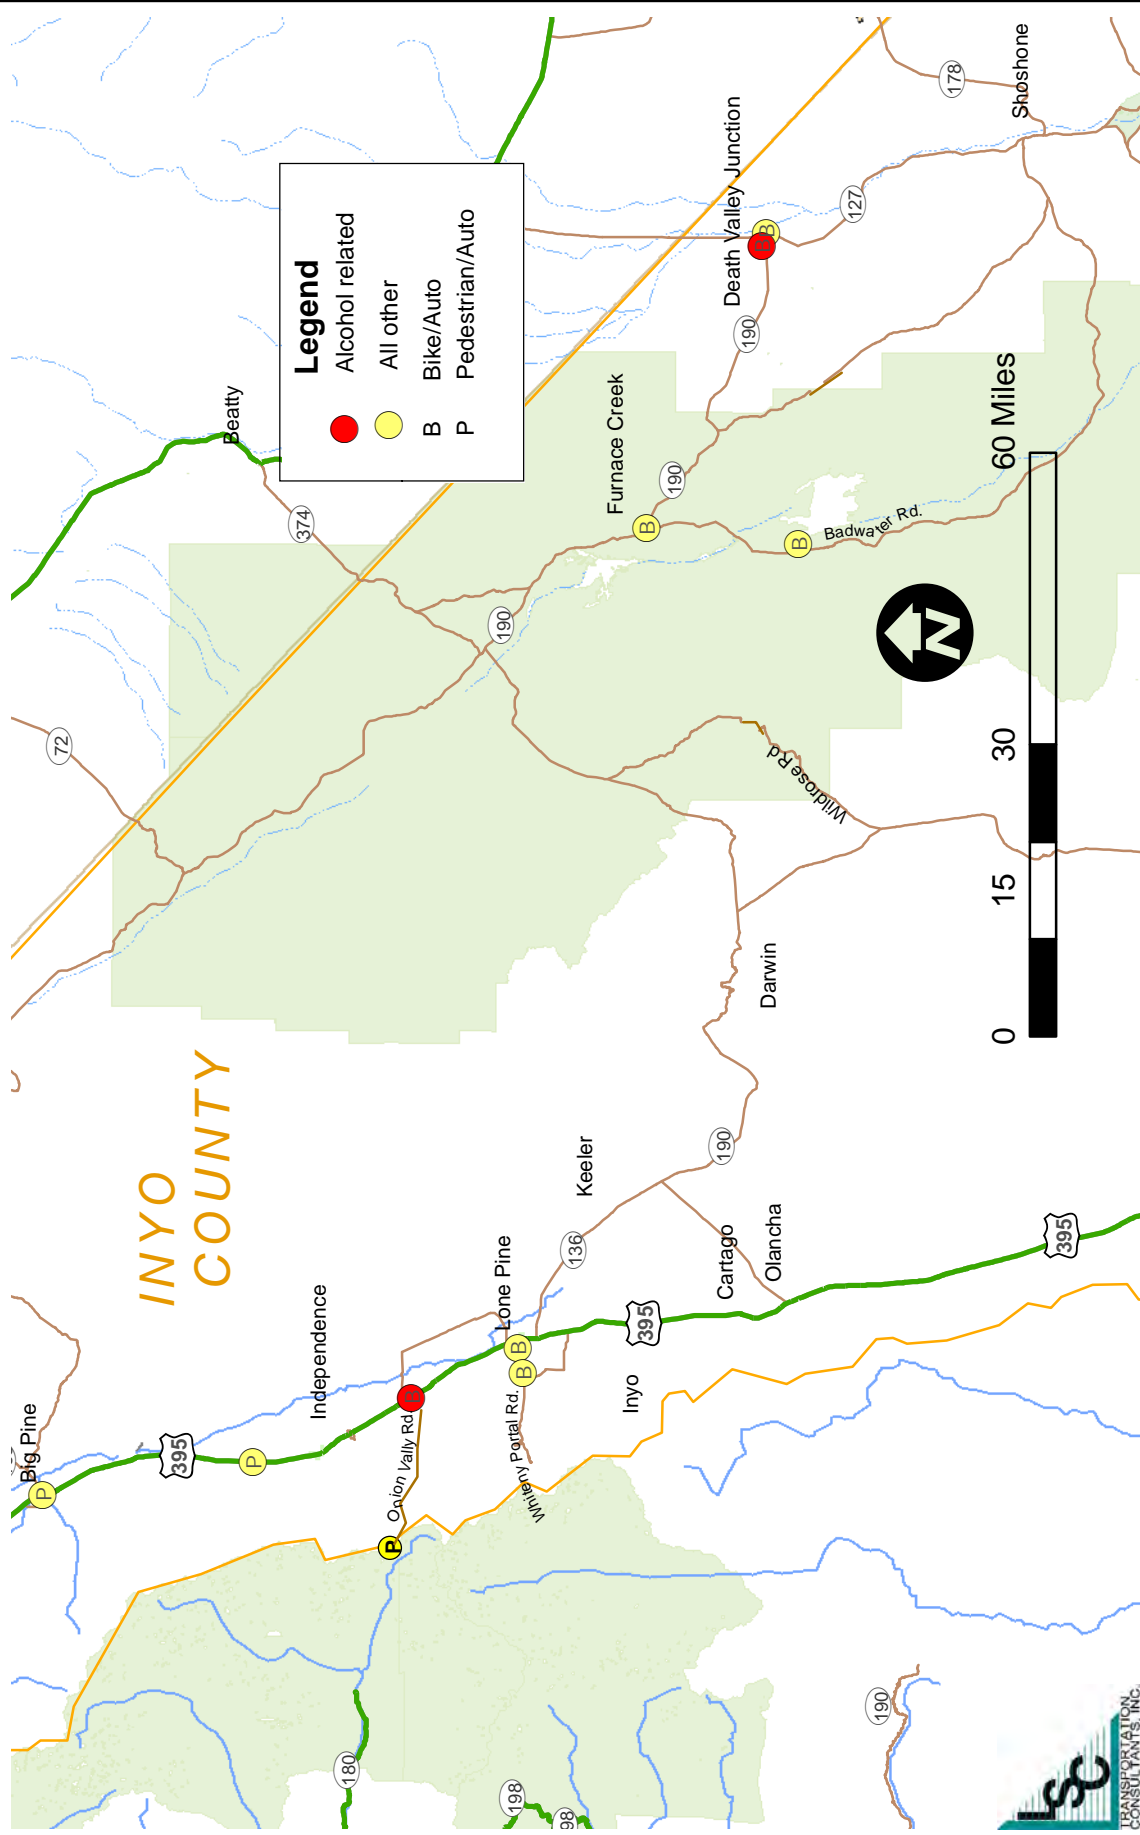 INYO
COUNTY
Legend
Alcohol related
All other
B Bike/Auto
P Pedestrian/Auto
Big Pine
P
395
P
Independence
Onion Vally Rd.
P
B
Lone Pine
B
B
Whiteny Portal Rd.
Inyo
136
Keeler
395
Cartago
Olancha
190
395
Darwin
Wildrose Rd
72
Beatty
374
190
Furnace Creek
B
190
B
Badwater Rd.
190
Death Valley Junction
B
B
127
178
Shoshone
180
198
98
190
N
0 15 30 60 Miles
LSC
TRANSPORTATION
CONSULTANTS, INC.